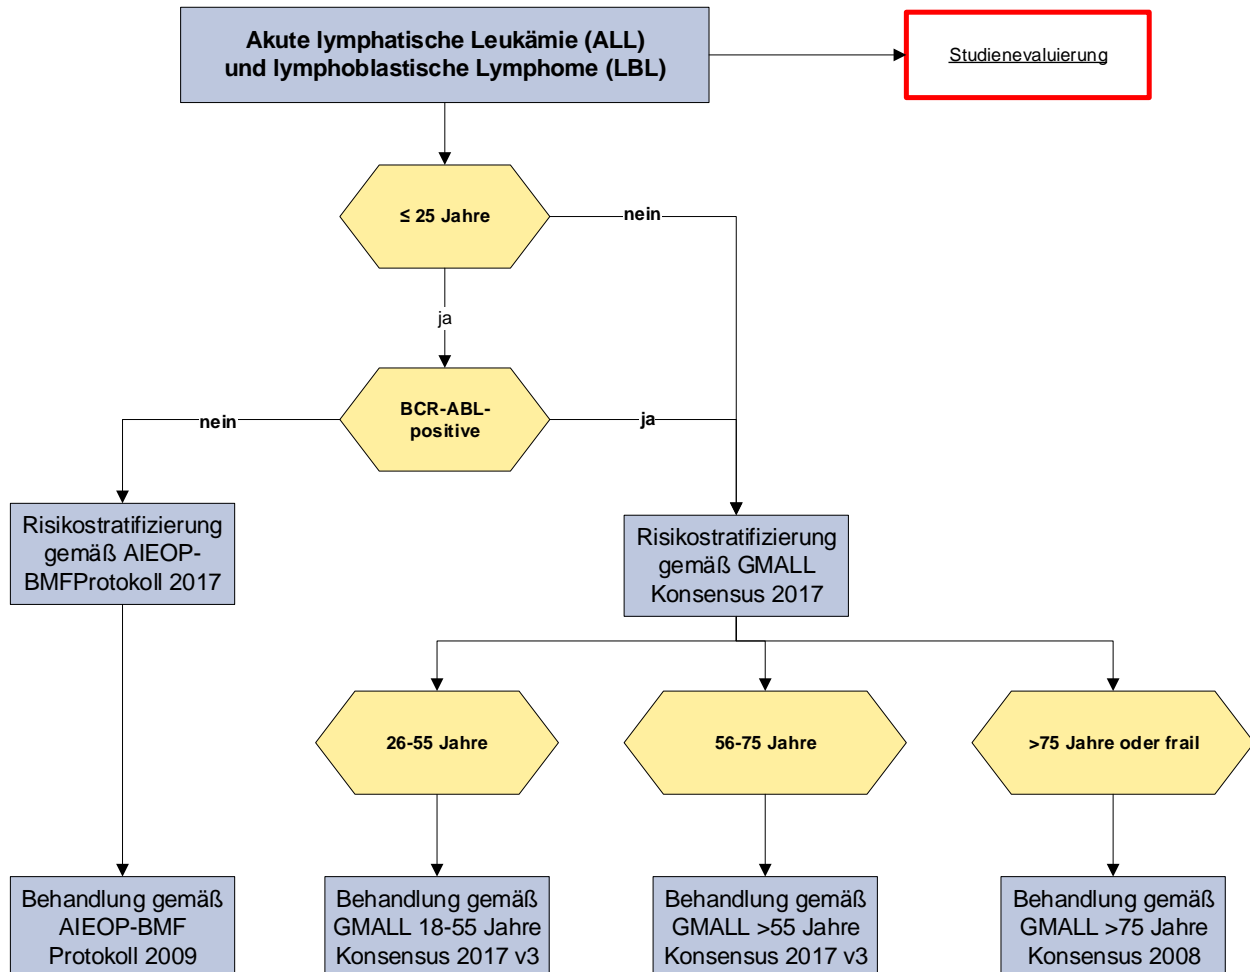 Akute lymphatische Leukämie (ALL)
und lymphoblastische Lymphome (LBL)
Studienevaluierung
≤ 25 Jahre
nein
ja
BCR-ABL-
positive
nein
ja
Risikostratifizierung
gemäß AIEOP-
BMFProtokoll 2017
Risikostratifizierung
gemäß GMALL
Konsensus 2017
26-55 Jahre
56-75 Jahre
>75 Jahre oder frail
Behandlung gemäß
AIEOP-BMF
Protokoll 2009
Behandlung gemäß
GMALL 18-55 Jahre
Konsensus 2017 v3
Behandlung gemäß
GMALL >55 Jahre
Konsensus 2017 v3
Behandlung gemäß
GMALL >75 Jahre
Konsensus 2008